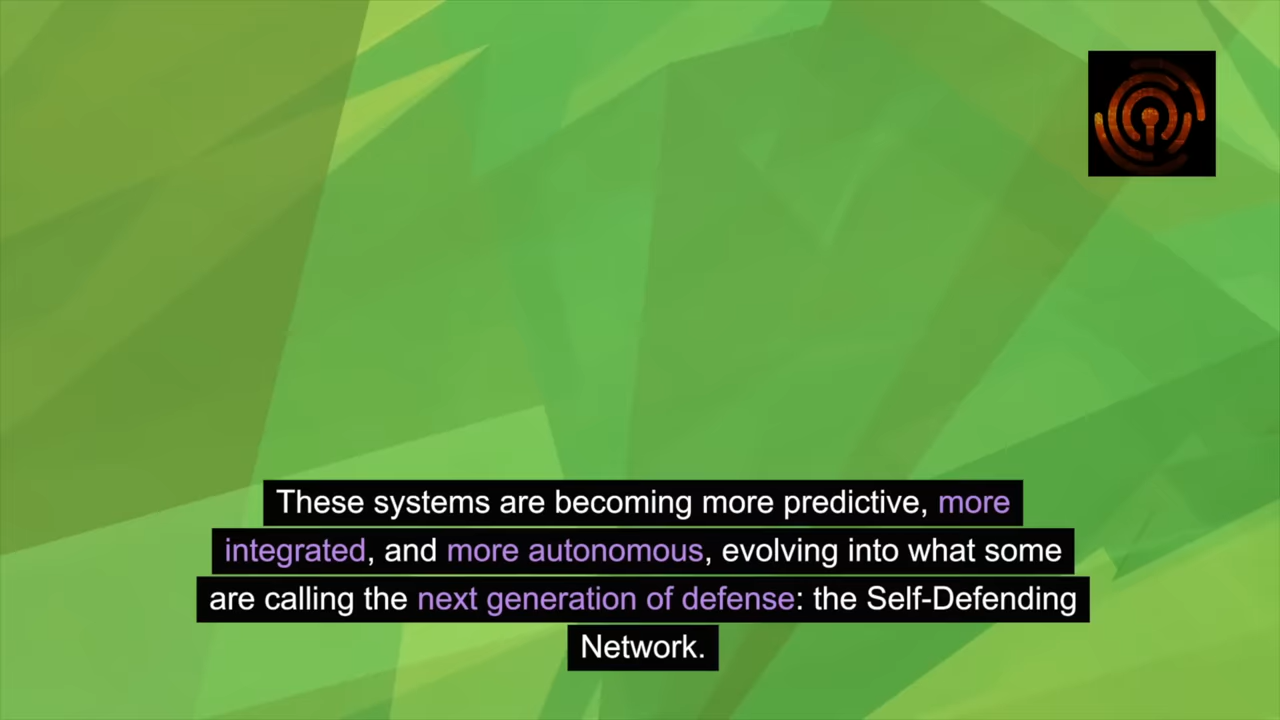 These systems are becoming more predictive, more
integrated, and more autonomous, evolving into what some
are calling the next generation of defense: the Self-Defending
Network.